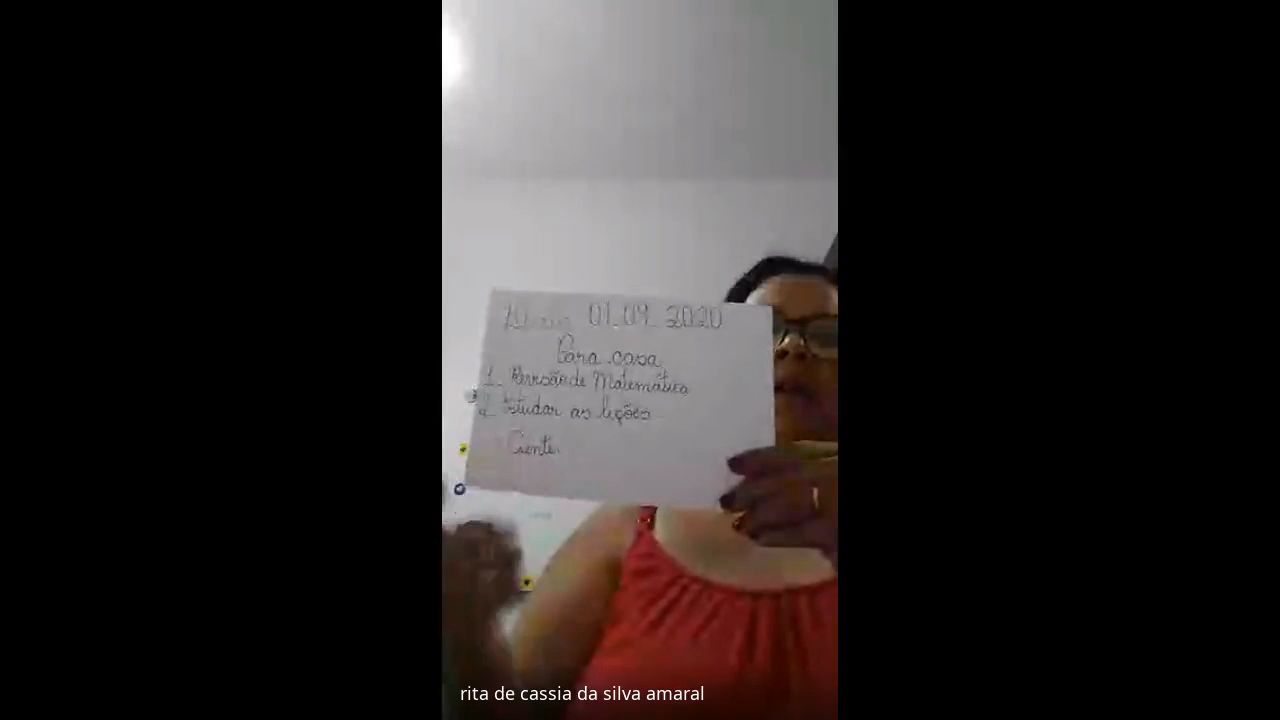 01.09.2020
Para casa
1. Revisão de Matemática
2. Estudar as lições
Ciente.
rita de cassia da silva amaral